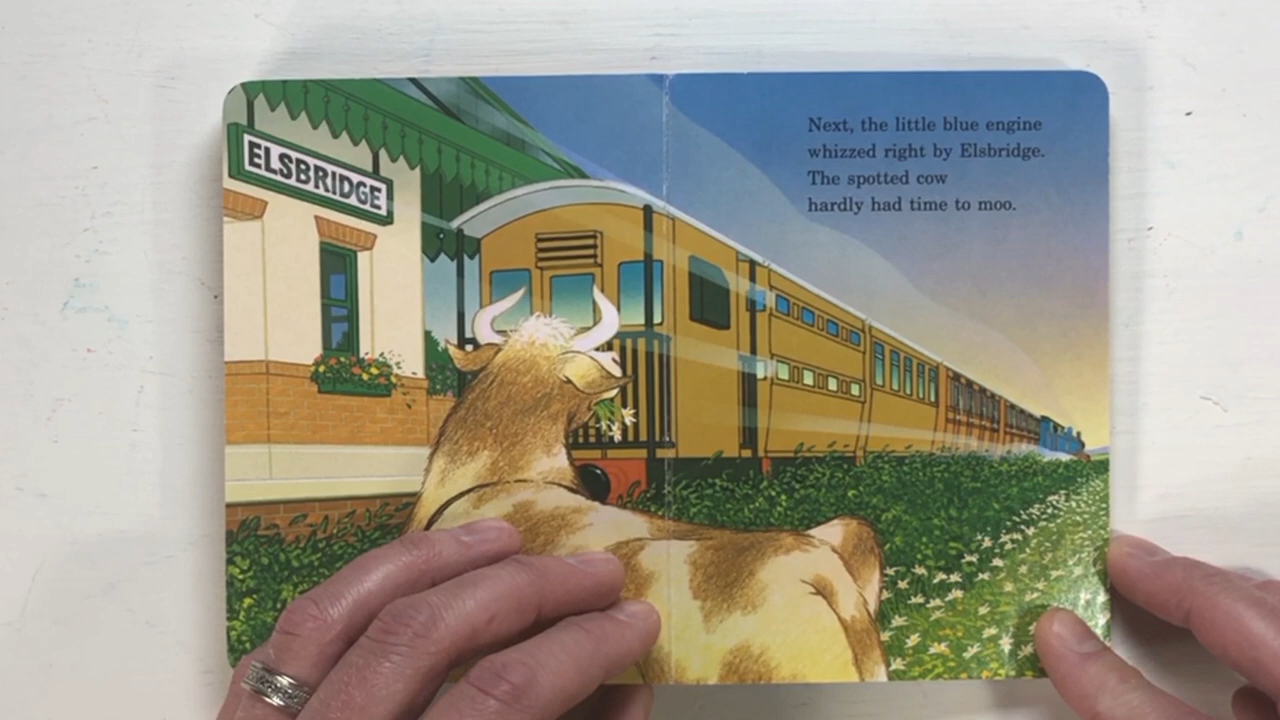 ELSBRIDGE
Next, the little blue engine
whizzed right by Elsbridge.
The spotted cow
hardly had time to moo.